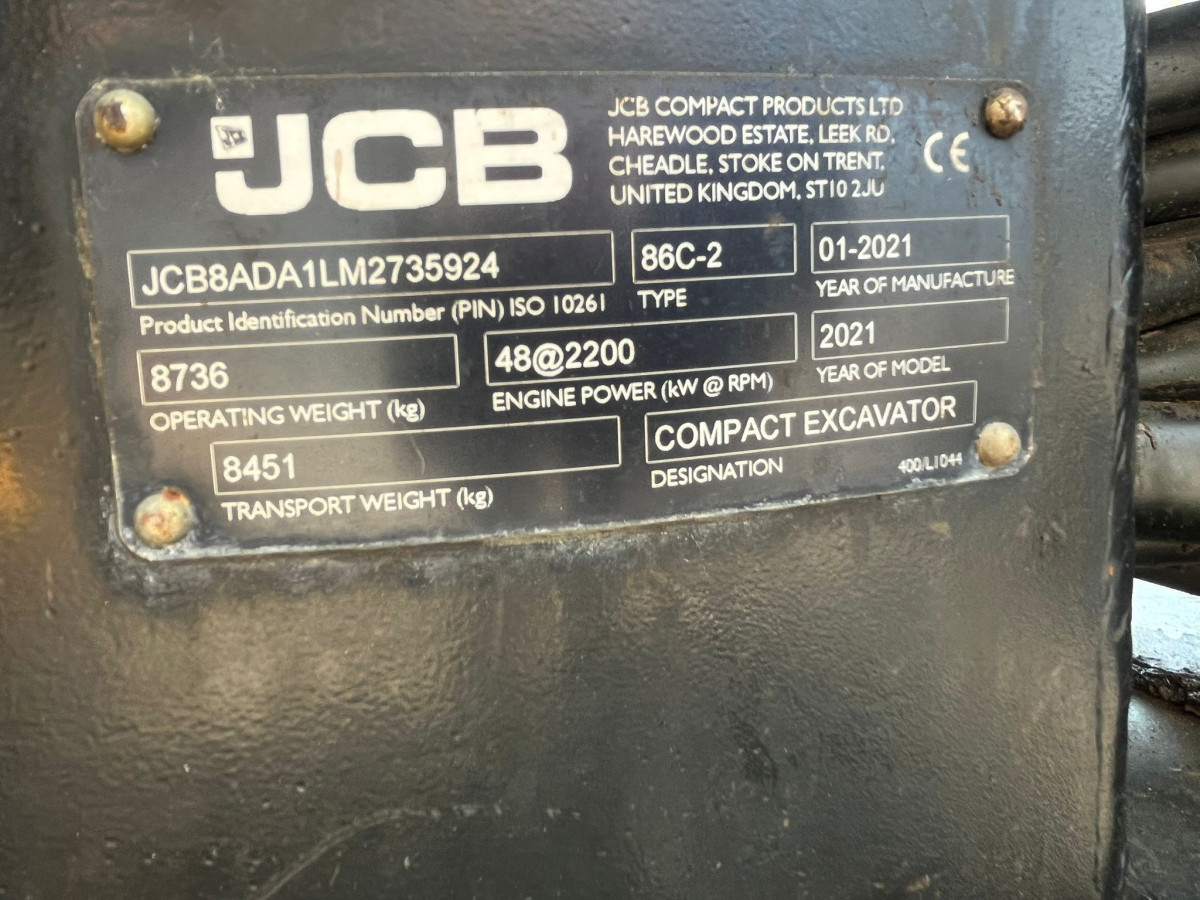 JCB
JCB COMPACT PRODUCTS LTD
HAREWOOD ESTATE, LEEK RD,
CHEADLE, STOKE ON TRENT,
UNITED KINGDOM, ST10 2JU
CE
JCB8ADA1LM2735924
Product Identification Number (PIN) ISO 10261
86C-2
TYPE
01-2021
YEAR OF MANUFACTURE
8736
OPERATING WEIGHT (kg)
48@2200
ENGINE POWER (kW @ RPM)
2021
YEAR OF MODEL
8451
TRANSPORT WEIGHT (kg)
COMPACT EXCAVATOR
DESIGNATION
400/L1044